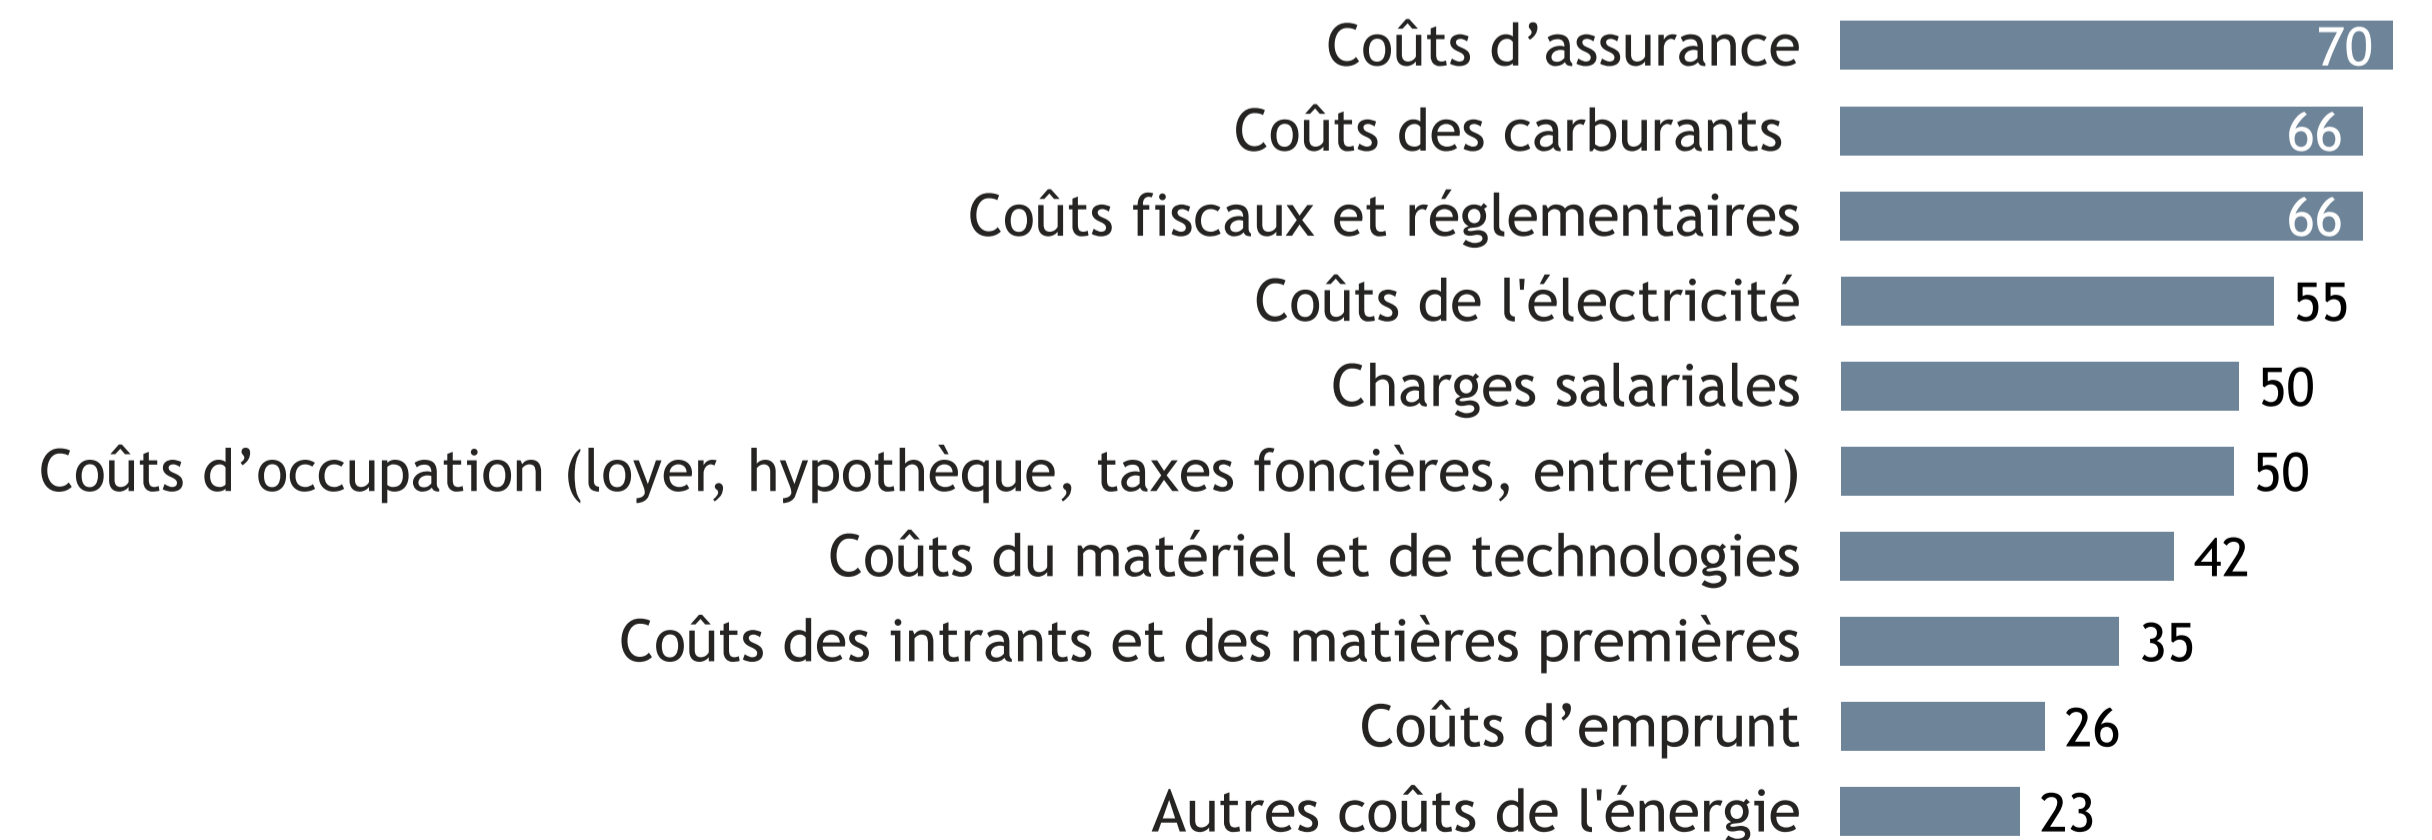 Coûts d’assurance 70
Coûts des carburants 66
Coûts fiscaux et réglementaires 66
Coûts de l'électricité 55
Charges salariales 50
Coûts d’occupation (loyer, hypothèque, taxes foncières, entretien) 50
Coûts du matériel et de technologies 42
Coûts des intrants et des matières premières 35
Coûts d’emprunt 26
Autres coûts de l'énergie 23